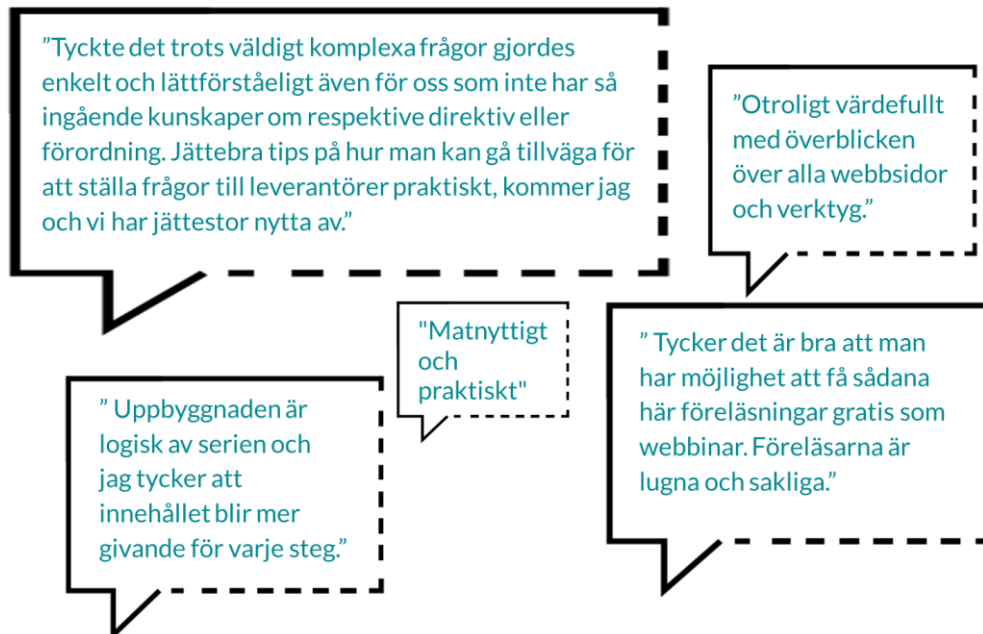 ”Tyckte det trots väldigt komplexa frågor gjordes
enkelt och lättförståeligt även för oss som inte har så
ingående kunskaper om respektive direktiv eller
förordning. Jättebra tips på hur man kan gå tillväga för
att ställa frågor till leverantörer praktiskt, kommer jag
och vi har jättestor nytta av.”
”Otroligt värdefullt
med överblicken
över alla webbsidor
och verktyg.”
"Matnyttigt
och
praktiskt"
” Uppbyggnaden är
logisk av serien och
jag tycker att
innehållet blir mer
givande för varje steg.”
” Tycker det är bra att man
har möjlighet att få sådana
här föreläsningar gratis som
webbinar. Föreläsarna är
lugna och sakliga.”